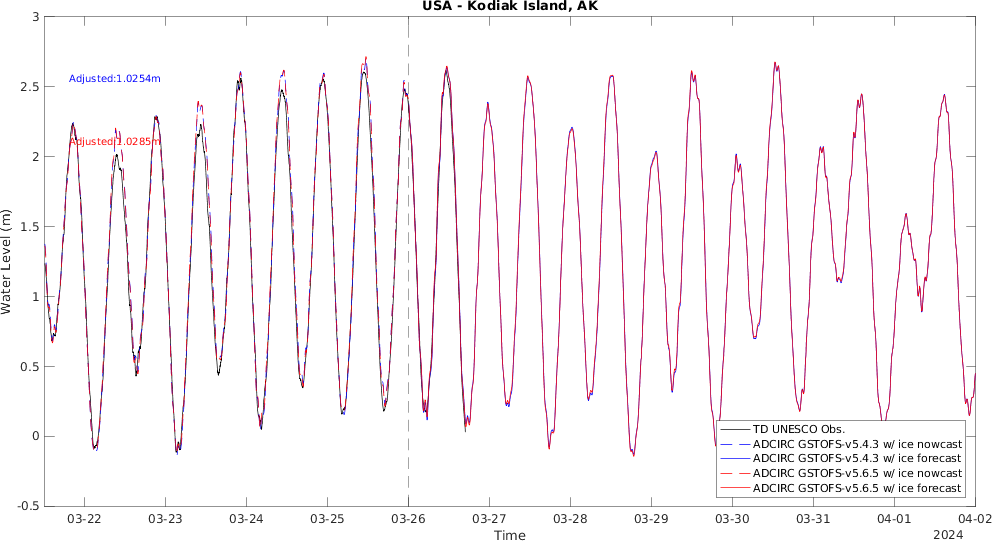 USA - Kodiak Island, AK
3
2.5
2
1.5
1
0.5
0
-0.5
Water Level (m)
Adjusted:1.0254m
Adjusted:1.0285m
TD UNESCO Obs.
ADCIRC GSTOFS-v5.4.3 w/ ice nowcast
ADCIRC GSTOFS-v5.4.3 w/ ice forecast
ADCIRC GSTOFS-v5.6.5 w/ ice nowcast
ADCIRC GSTOFS-v5.6.5 w/ ice forecast
03-22 03-23 03-24 03-25 03-26 03-27 03-28 03-29 03-30 03-31 04-01 04-02
Time
2024